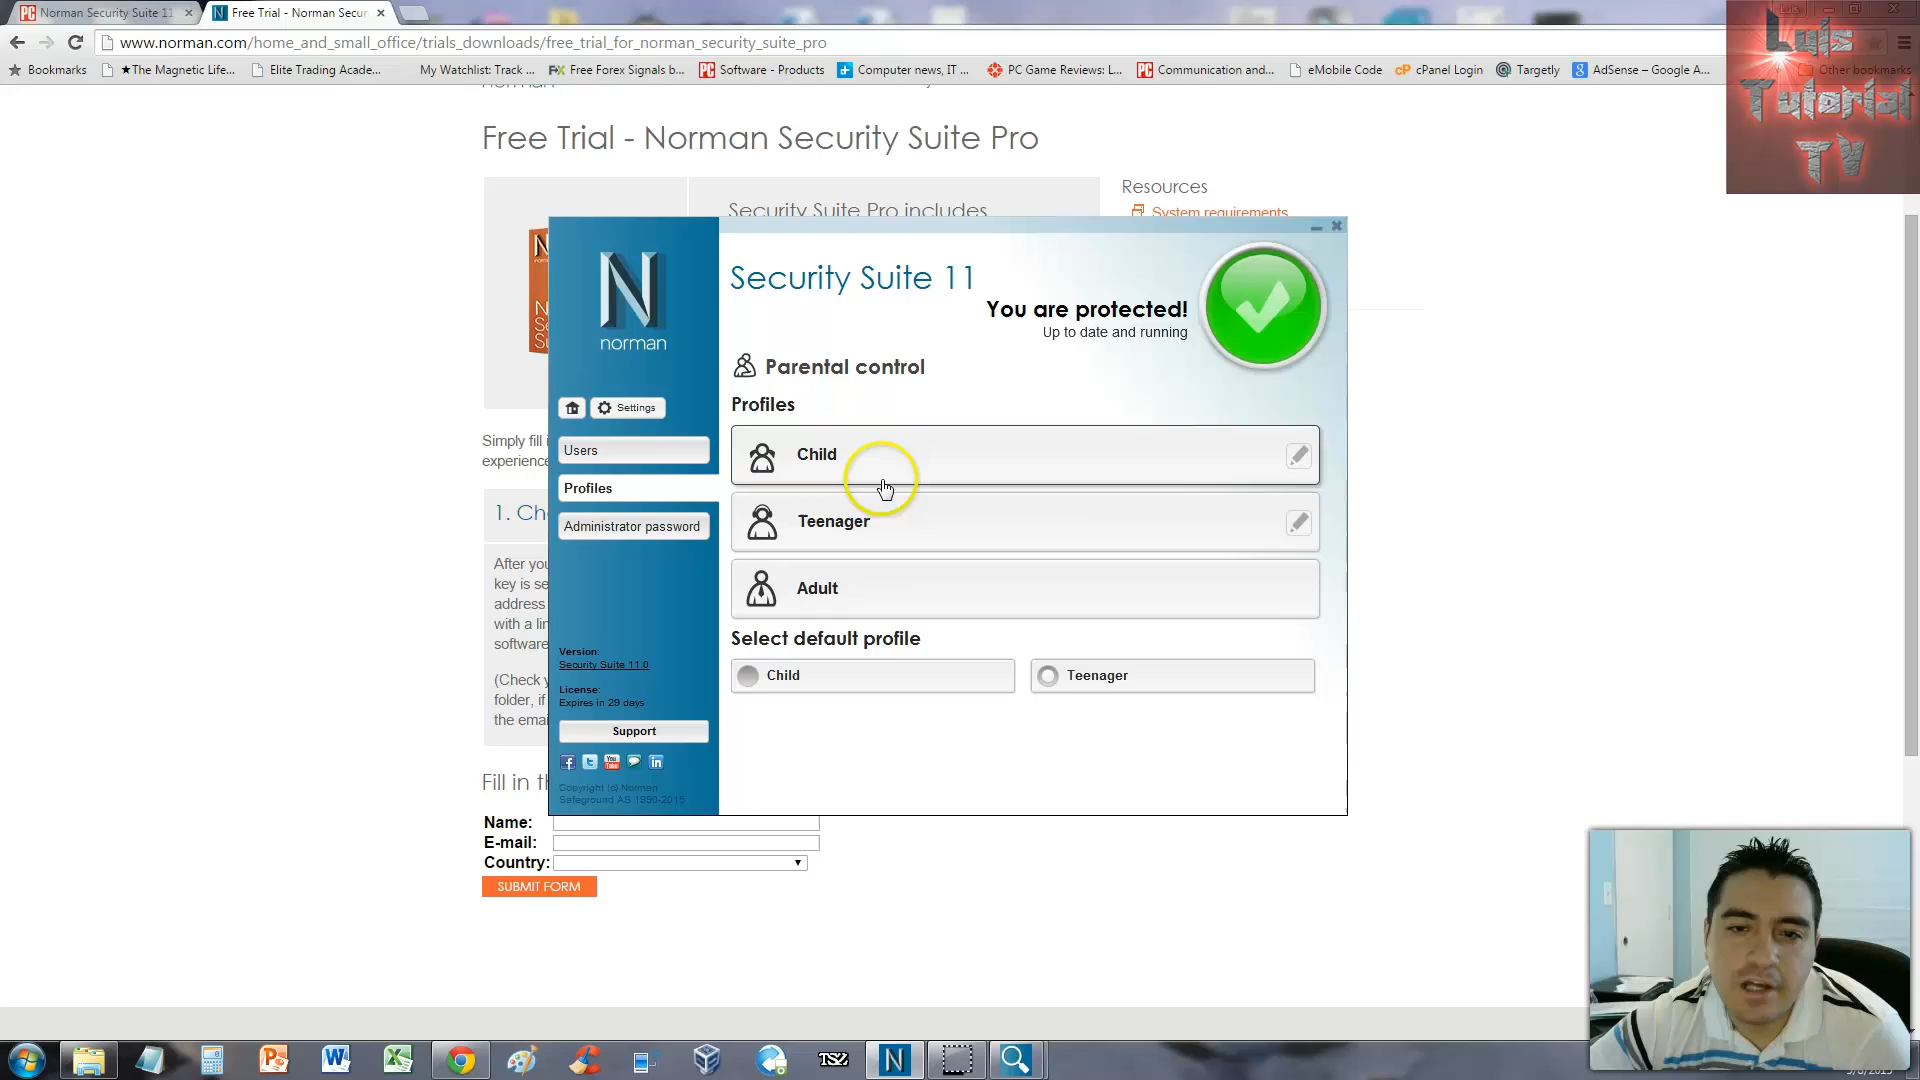 Norman Security Suite 11
Free Trial - Norman Secur
www.norman.com/home_and_small_office/trials_downloads/free_trial_for_norman_security_suite_pro
Bookmarks
★The Magnetic Life...
Elite Trading Acade...
My Watchlist: Track ...
Free Forex Signals b...
Software - Products
Computer news, IT ...
PC Game Reviews: L...
Communication and...
eMobile Code
cPanel Login
Targetly
AdSense – Google A...
Other bookmarks
Luis
Tutorial
TV
Free Trial - Norman Security Suite Pro
Security Suite Pro includes
Resources
System requirements
norman
Security Suite 11
You are protected!
Up to date and running
Parental control
Profiles
Settings
Users
Profiles
Administrator password
Child
Teenager
Adult
Select default profile
Child
Teenager
Version:
Security Suite 11.0
License:
Expires in 29 days
Support
Copyright (c) Norman
Safeground AS 1990-2015
Simply fill i
experience
1. Ch
After you
key is se
address
with a lin
software
(Check y
folder, if
the emai
Fill in th
Name:
E-mail:
Country:
SUBMIT FORM